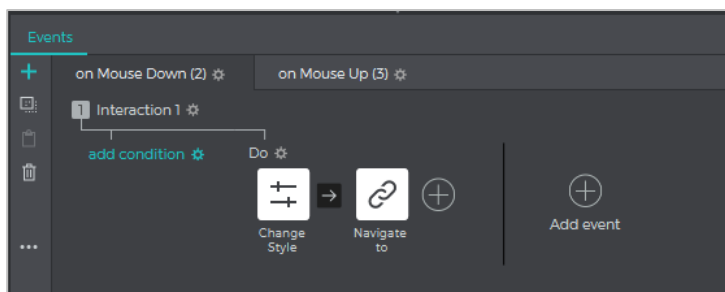 Events
on Mouse Down (2)
on Mouse Up (3)
1 Interaction 1
add condition
Do
Change
Style
Navigate
to
Add event